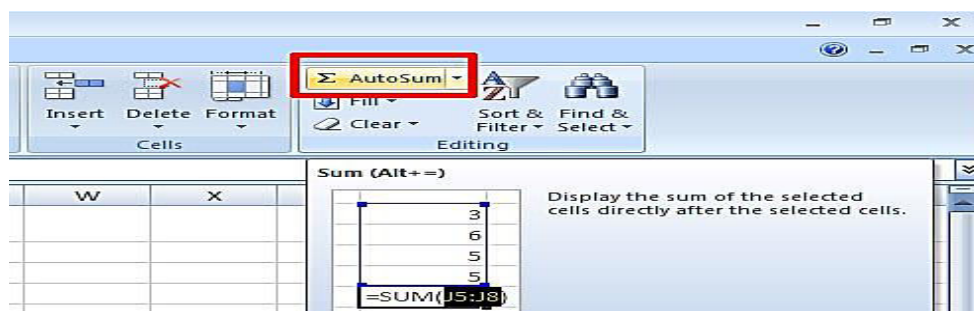 Σ AutoSum
Fill
Clear
Insert Delete Format
Sort & Filter
Find & Select
Cells
Editing
Sum (Alt+=)
W X
Display the sum of the selected
cells directly after the selected cells.
3
6
5
5
=SUM(J5:J8)